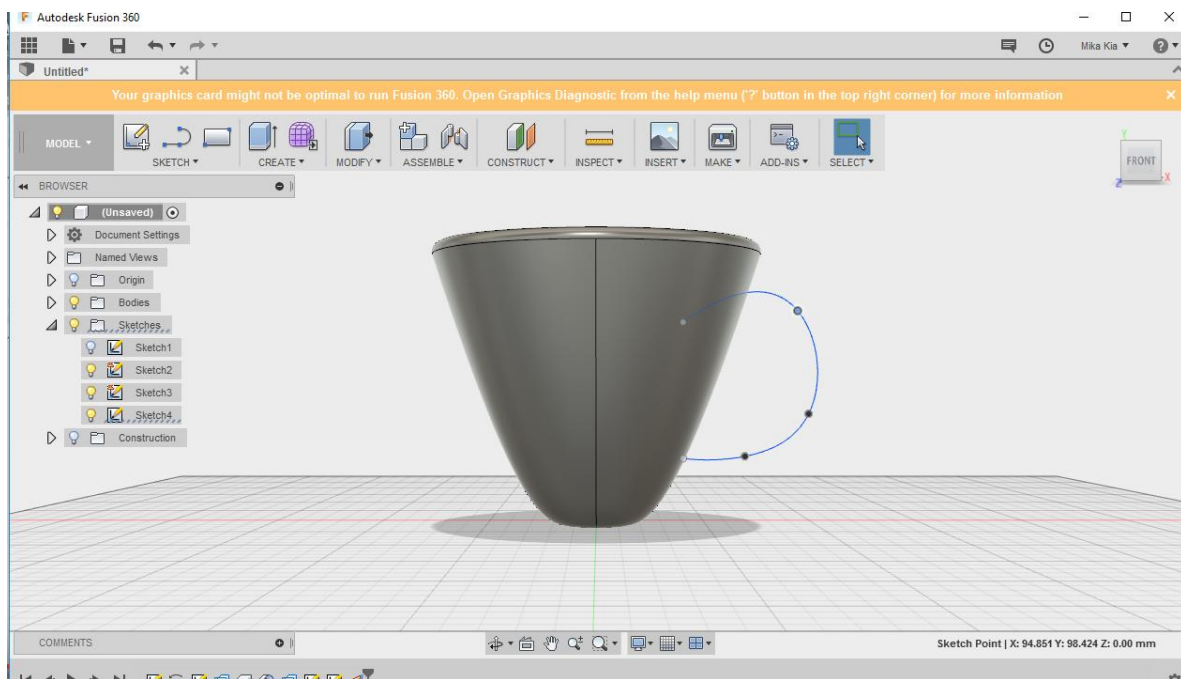 Autodesk Fusion 360
Mika Kia
Untitled*
Your graphics card might not be optimal to run Fusion 360. Open Graphics Diagnostic from the help menu ('?' button in the top right corner) for more information
MODEL
SKETCH
CREATE
MODIFY
ASSEMBLE
CONSTRUCT
INSPECT
INSERT
MAKE
ADD-INS
SELECT
Y
FRONT
Z
X
BROWSER
(Unsaved)
Document Settings
Named Views
Origin
Bodies
Sketches
Sketch1
Sketch2
Sketch3
Sketch4
Construction
COMMENTS
Sketch Point | X: 94.851 Y: 98.424 Z: 0.00 mm